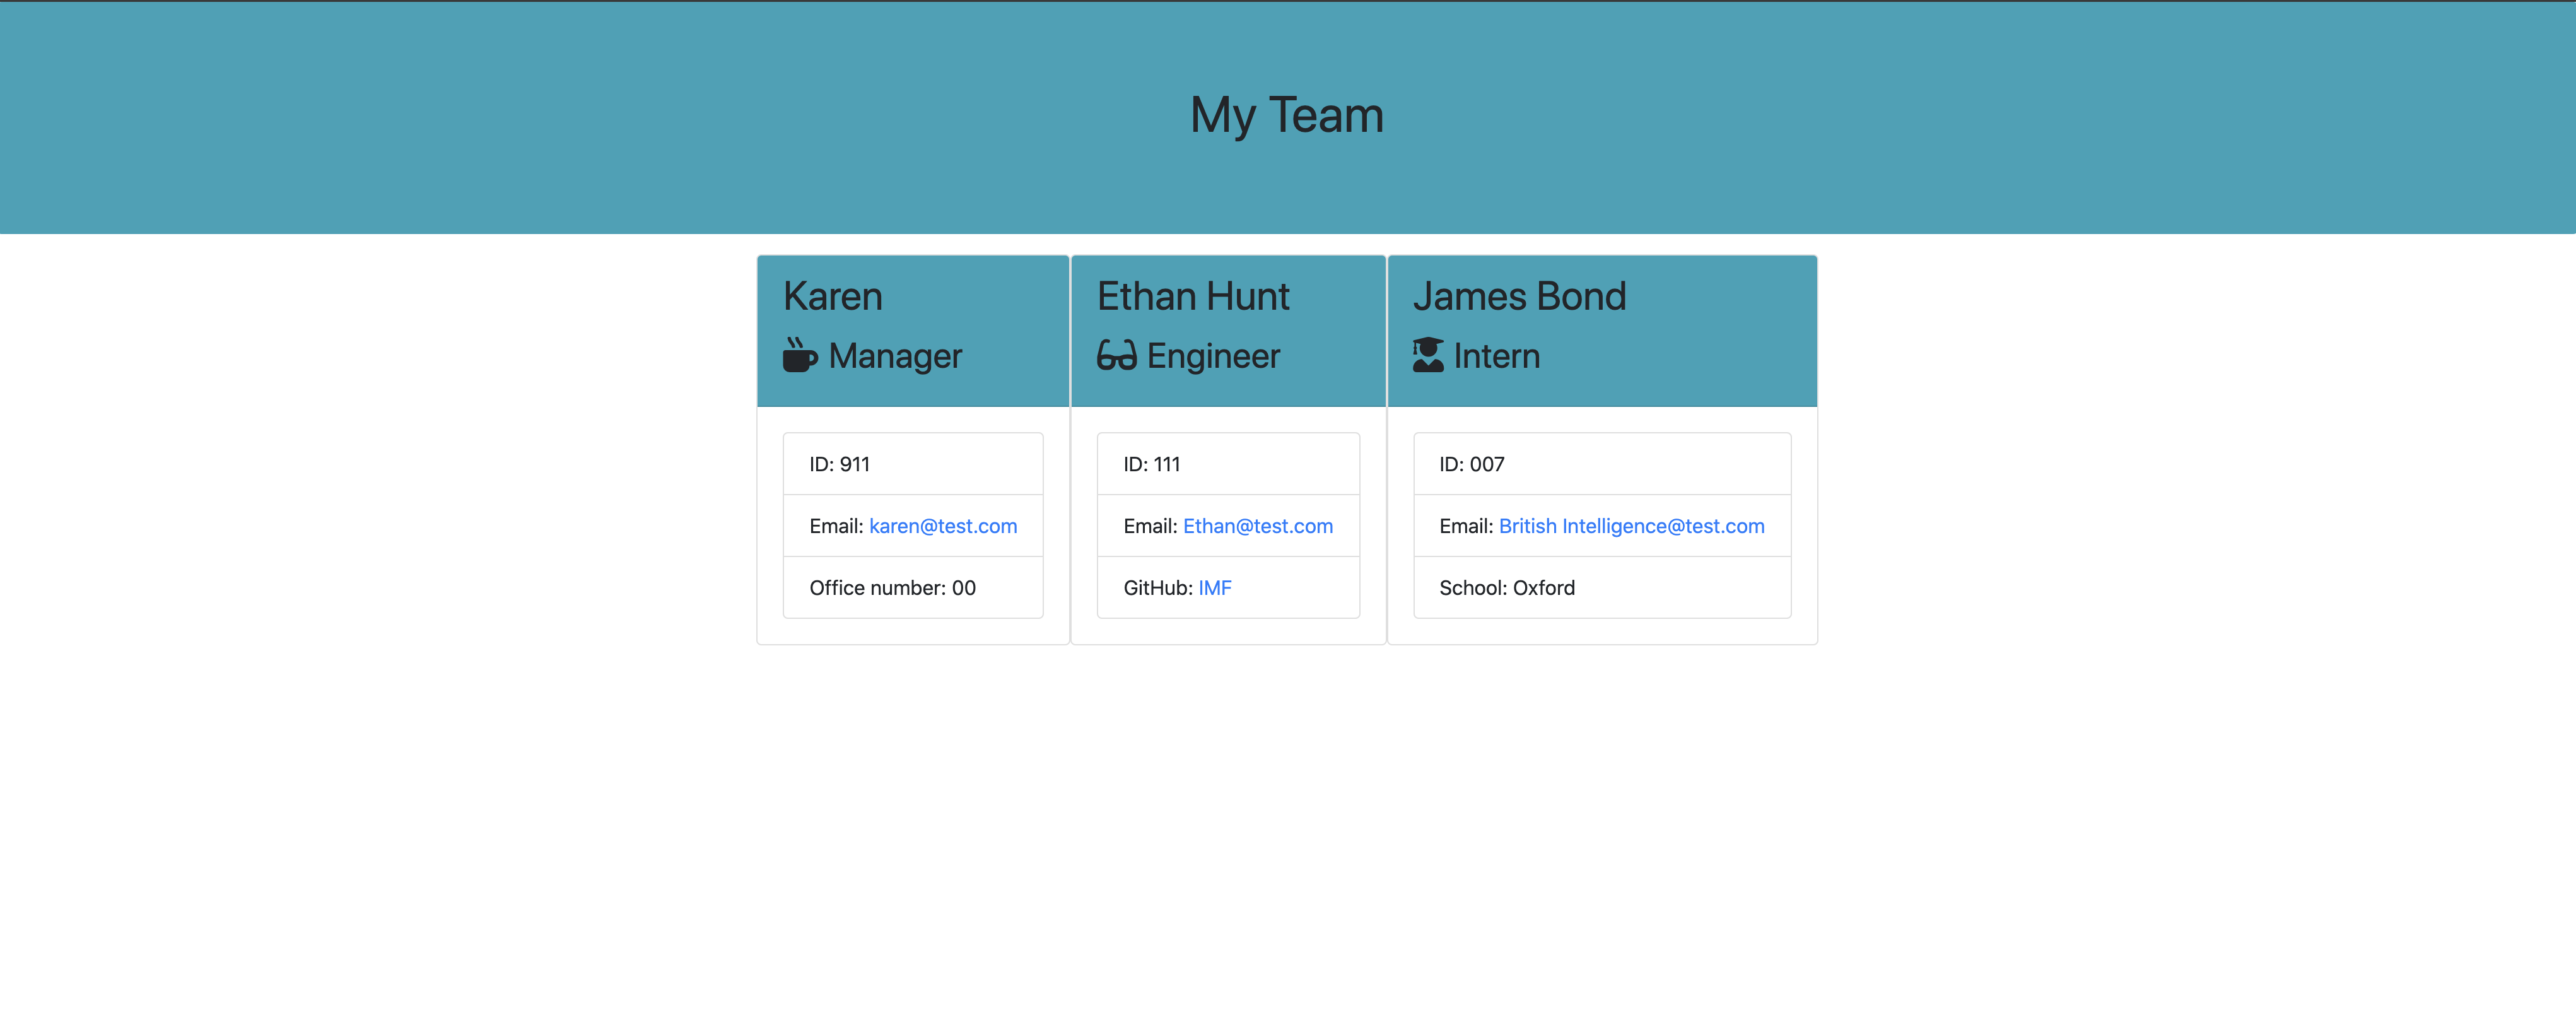 My Team
Karen
Manager
ID: 911
Email: karen@test.com
Office number: 00
Ethan Hunt
Engineer
ID: 111
Email: Ethan@test.com
GitHub: IMF
James Bond
Intern
ID: 007
Email: British Intelligence@test.com
School: Oxford